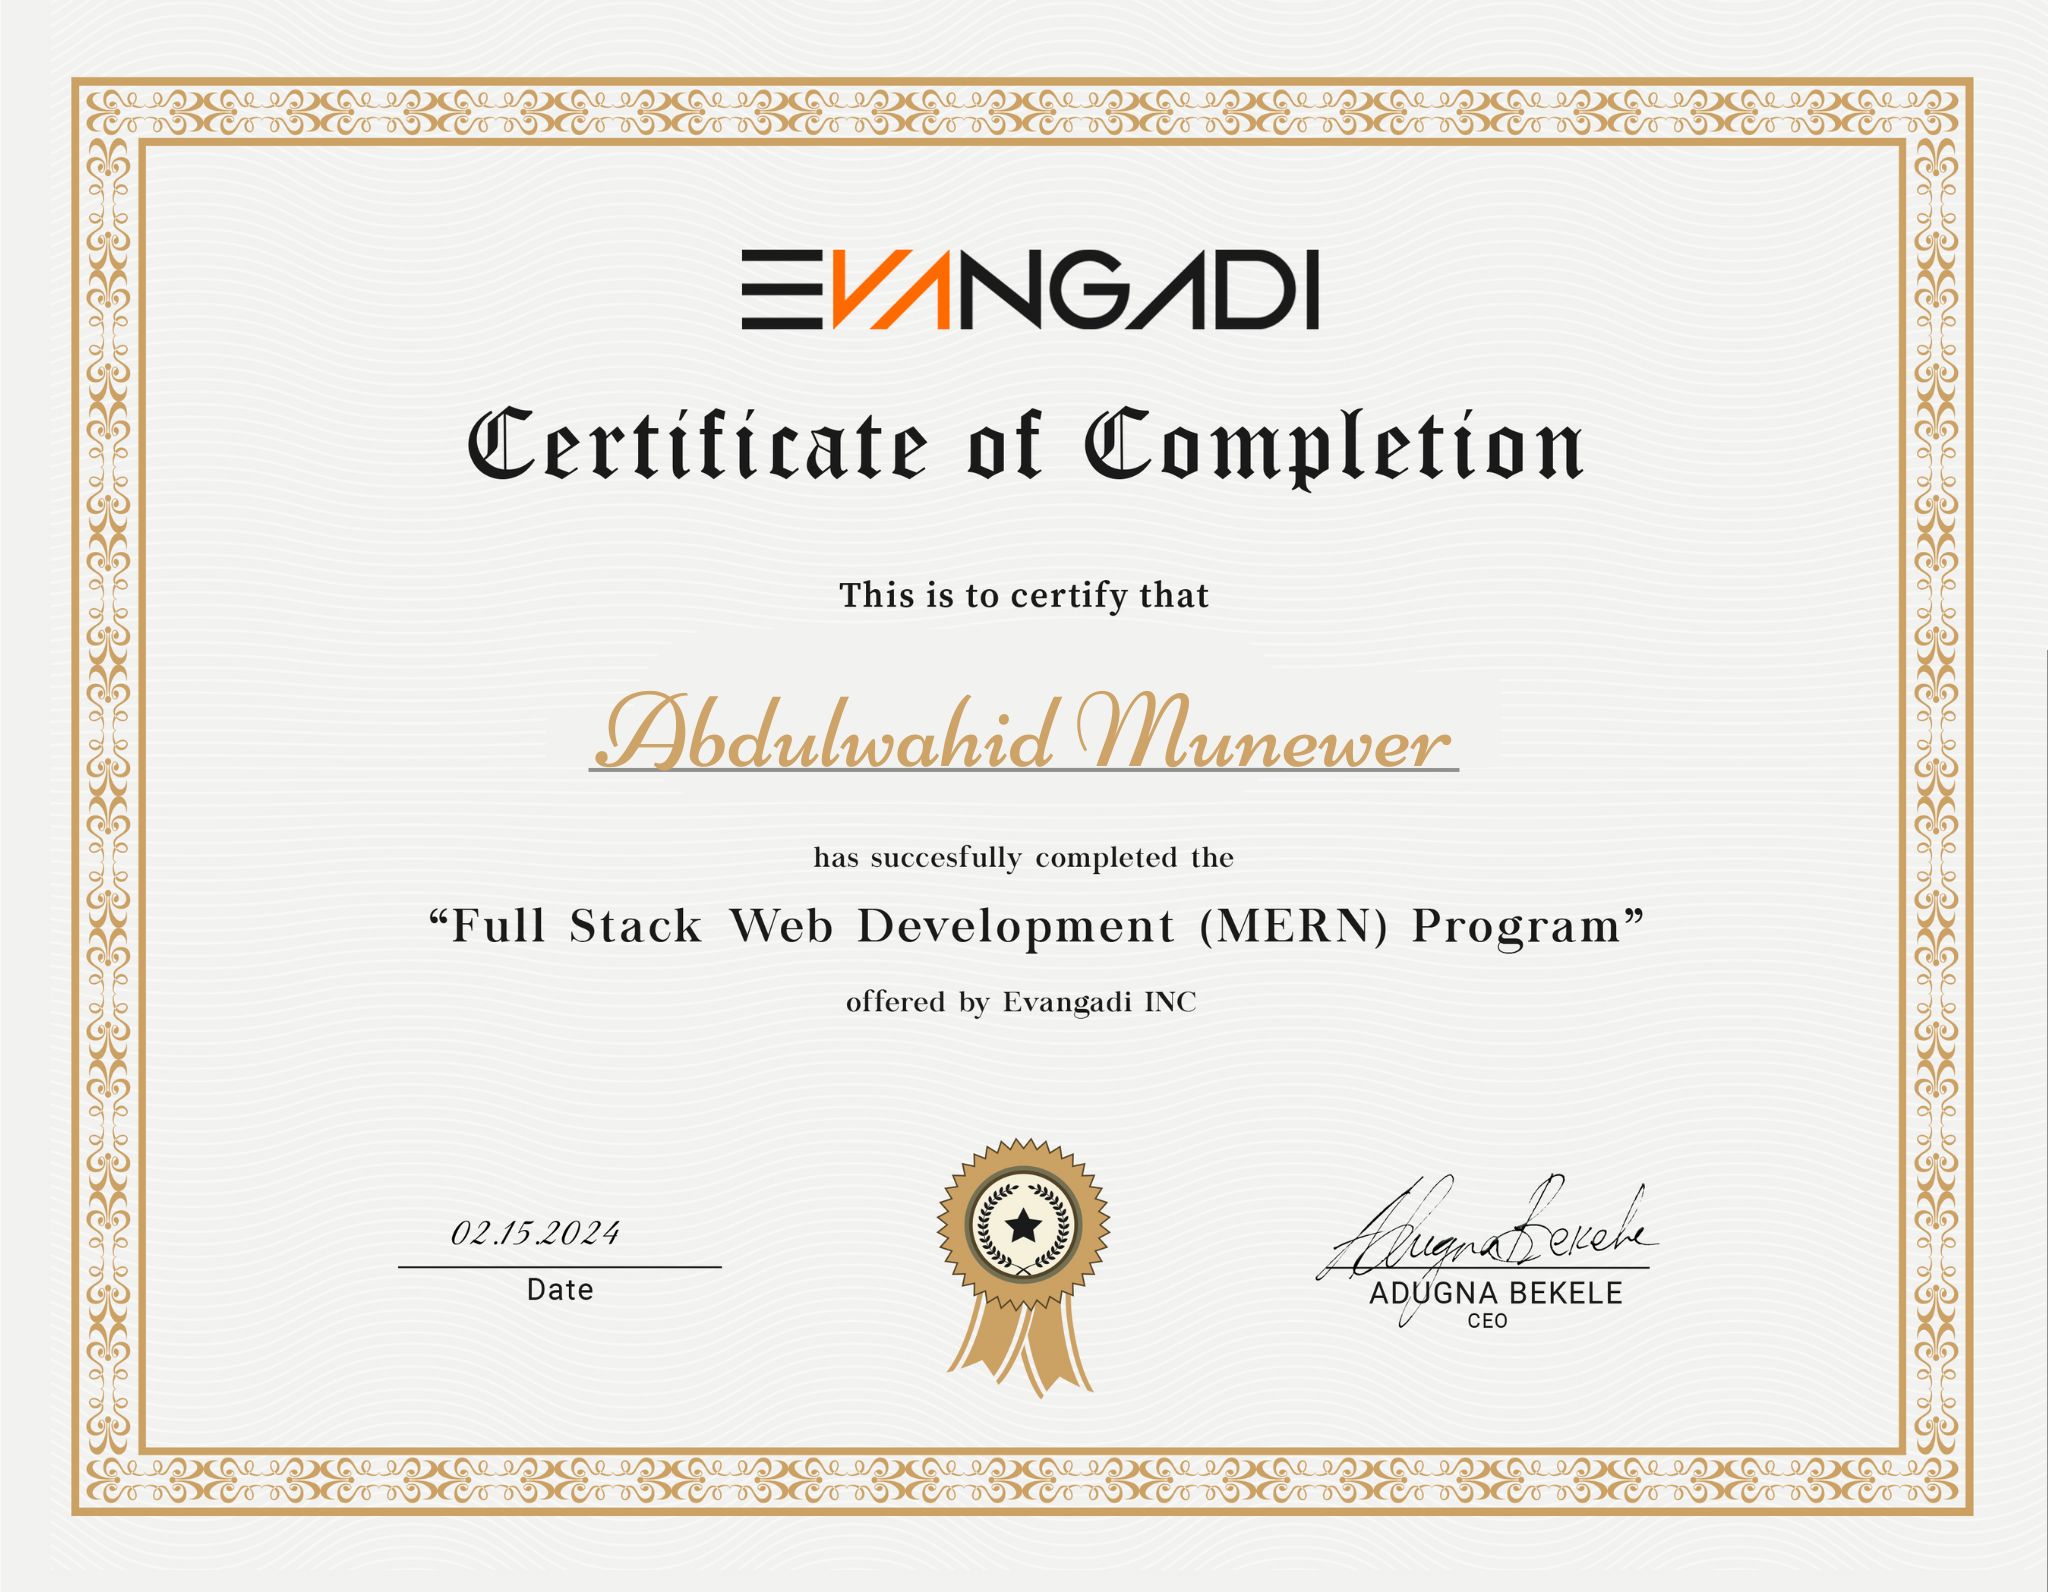 EVANGADI
Certificate of Completion
This is to certify that
Abdulwahid Munewer
has succesfully completed the
“Full Stack Web Development (MERN) Program”
offered by Evangadi INC
02.15.2024
Date
Adugna Bekele
ADUGNA BEKELE
CEO